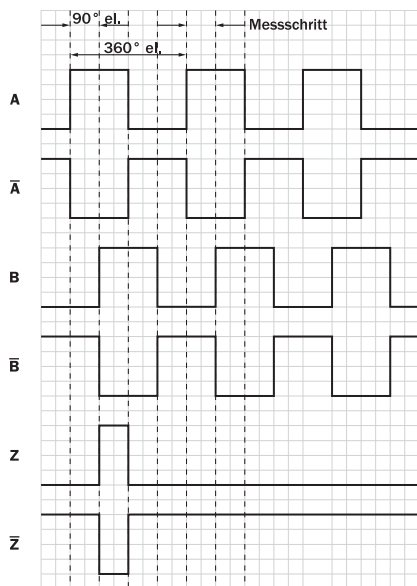 90° el.
Messschritt
360° el.
A
A̅
B
B̅
Z
Z̅